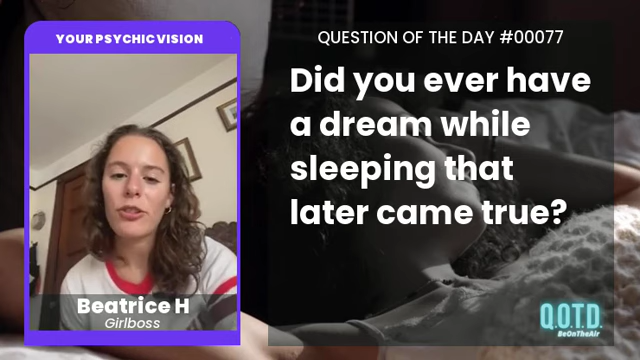 YOUR PSYCHIC VISION
Beatrice H
Girlboss
QUESTION OF THE DAY #00077
Did you ever have
a dream while
sleeping that
later came true?
Q.O.T.D.
BeOnTheAir